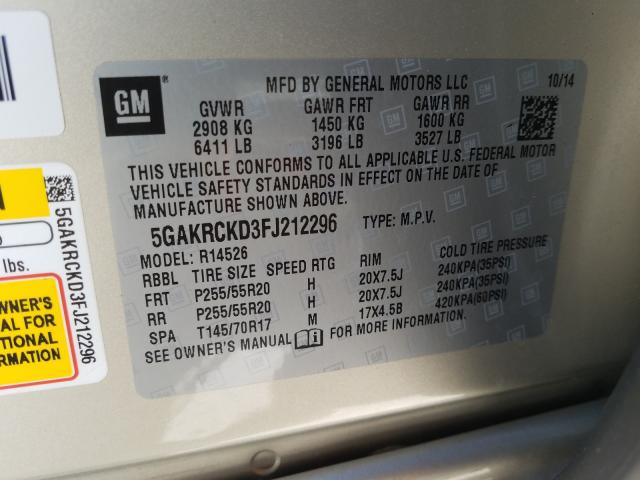 GM
MFD BY GENERAL MOTORS LLC 10/14
GVWR GAWR FRT GAWR RR
2908 KG 1450 KG 1600 KG
6411 LB 3196 LB 3527 LB
THIS VEHICLE CONFORMS TO ALL APPLICABLE U.S. FEDERAL MOTOR
VEHICLE SAFETY STANDARDS IN EFFECT ON THE DATE OF
MANUFACTURE SHOWN ABOVE.
5GAKRCKD3FJ212296 TYPE: M.P.V.
MODEL: R14526
RBBL TIRE SIZE SPEED RTG RIM COLD TIRE PRESSURE
FRT P255/55R20 H 20X7.5J 240KPA(35PSI)
RR P255/55R20 H 20X7.5J 240KPA(35PSI)
SPA T145/70R17 M 17X4.5B 420KPA(60PSI)
SEE OWNER'S MANUAL FOR MORE INFORMATION.
lbs.
OWNER'S
AL FOR
TIONAL
RMATION
5GAKRCKD3FJ212296